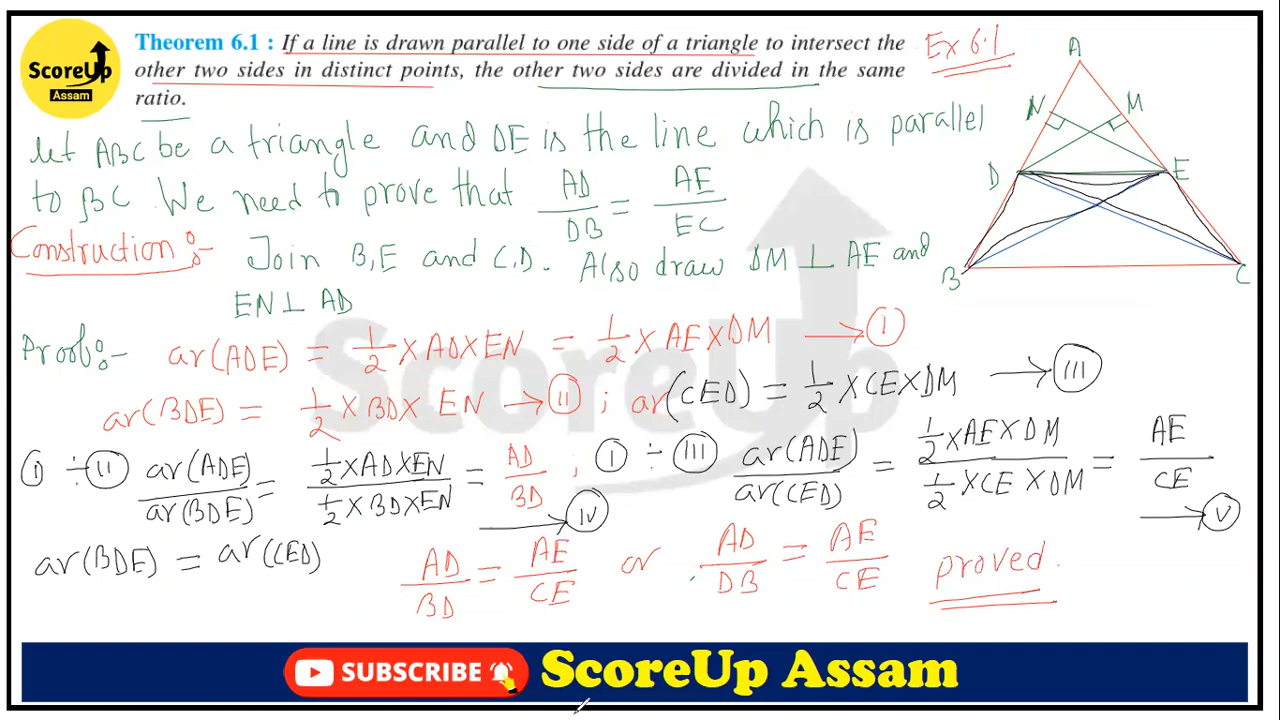 ScoreUp
Assam
Theorem 6.1 : If a line is drawn parallel to one side of a triangle to intersect the
other two sides in distinct points, the other two sides are divided in the same
ratio.
Ex 6.1
Let ABC be a triangle and DE is the line which is parallel
to BC. We need to prove that AD/DB = AE/EC
Construction :- Join B,E and C,D. Also draw DM ⊥ AE and
EN ⊥ AD
Proof :- ar(ADE) = 1/2 × AD × EN = 1/2 × AE × DM → (I)
ar(BDE) = 1/2 × BD × EN → (II) ; ar(CED) = 1/2 × CE × DM → (III)
(I) ÷ (II) ar(ADE)/ar(BDE) = (1/2 × AD × EN)/(1/2 × BD × EN) = AD/BD → (IV) ; (I) ÷ (III) ar(ADE)/ar(CED) = (1/2 × AE × DM)/(1/2 × CE × DM) = AE/CE → (V)
ar(BDE) = ar(CED) AD/BD = AE/CE or AD/DB = AE/CE proved.
A
N M
D E
B C
ScoreUp
SUBSCRIBE ScoreUp Assam